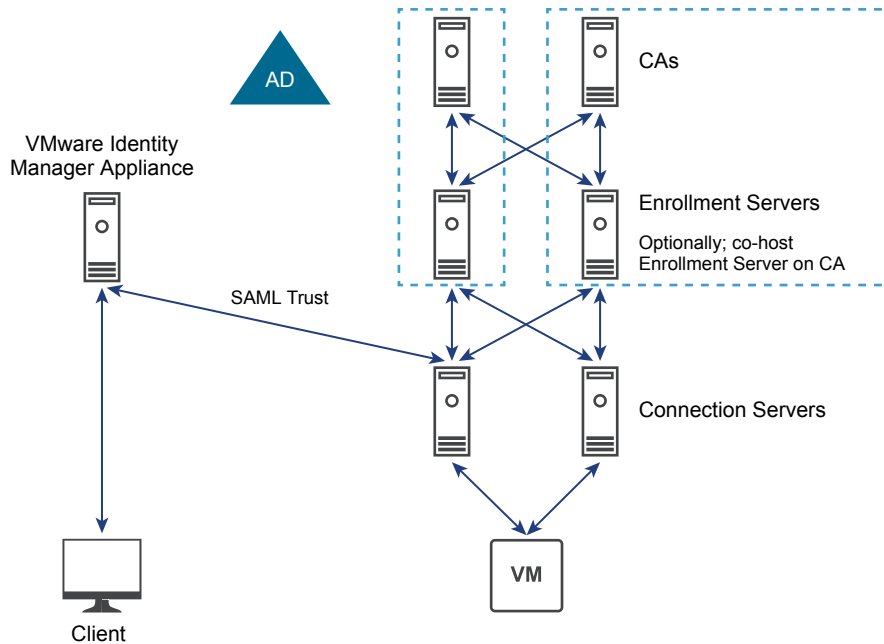 AD
CAs
VMware Identity
Manager Appliance
Enrollment Servers
Optionally; co-host
Enrollment Server on CA
SAML Trust
Connection Servers
VM
Client